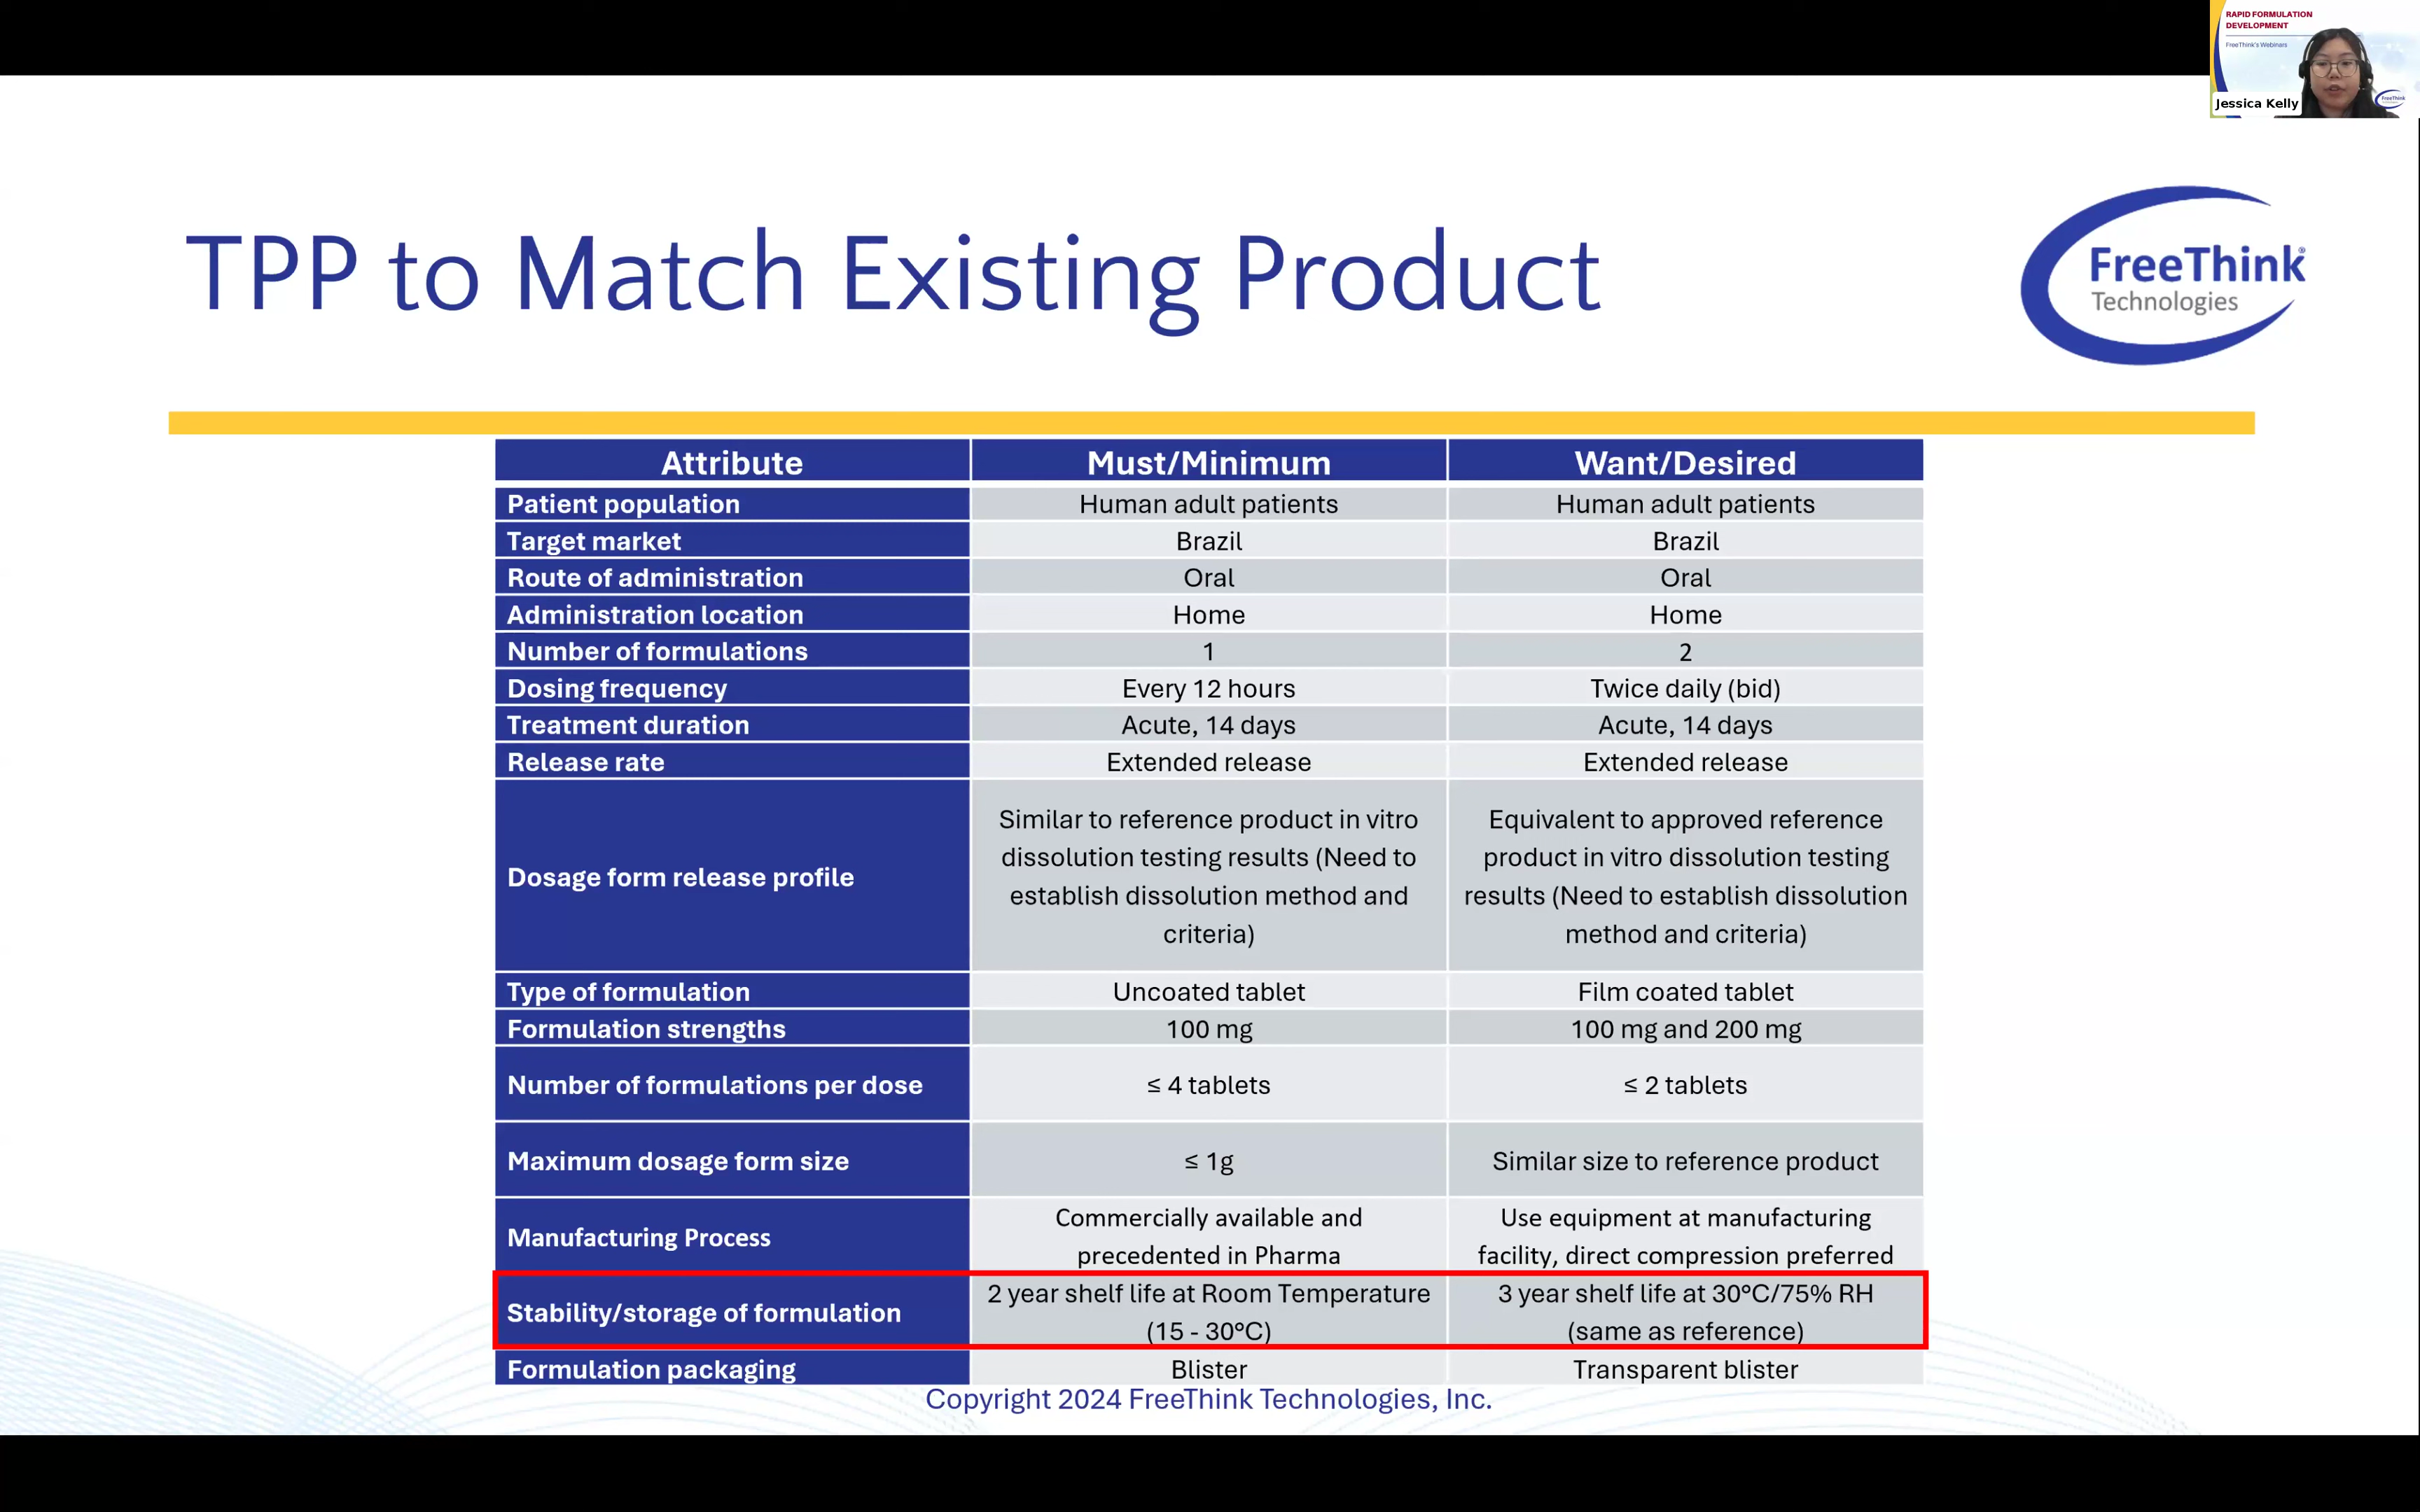 RAPID FORMULATION
DEVELOPMENT
FreeThink's Webinars
Jessica Kelly
FreeThink
TPP to Match Existing Product
FreeThink®
Technologies
Attribute Must/Minimum Want/Desired
Patient population Human adult patients Human adult patients
Target market Brazil Brazil
Route of administration Oral Oral
Administration location Home Home
Number of formulations 1 2
Dosing frequency Every 12 hours Twice daily (bid)
Treatment duration Acute, 14 days Acute, 14 days
Release rate Extended release Extended release
Dosage form release profile
Similar to reference product in vitro
dissolution testing results (Need to
establish dissolution method and
criteria)
Equivalent to approved reference
product in vitro dissolution testing
results (Need to establish dissolution
method and criteria)
Type of formulation Uncoated tablet Film coated tablet
Formulation strengths 100 mg 100 mg and 200 mg
Number of formulations per dose ≤ 4 tablets ≤ 2 tablets
Maximum dosage form size ≤ 1g Similar size to reference product
Manufacturing Process
Commercially available and
precedented in Pharma
Use equipment at manufacturing
facility, direct compression preferred
Stability/storage of formulation
2 year shelf life at Room Temperature
(15 - 30°C)
3 year shelf life at 30°C/75% RH
(same as reference)
Formulation packaging Blister Transparent blister
Copyright 2024 FreeThink Technologies, Inc.